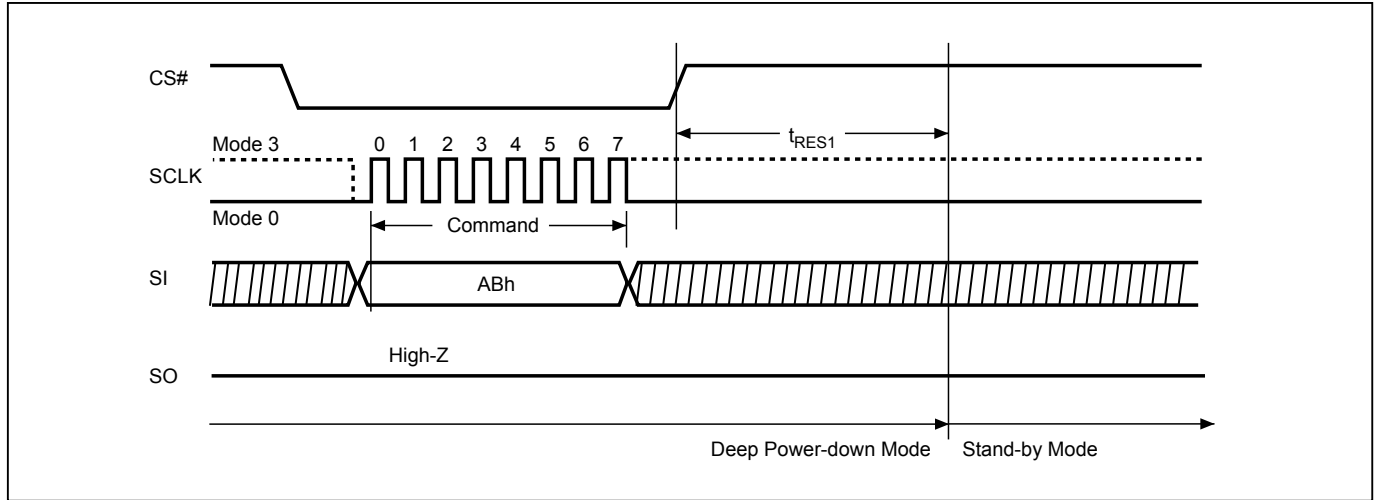 CS#
tRES1
Mode 3
0 1 2 3 4 5 6 7
SCLK
Mode 0
Command
SI
ABh
High-Z
SO
Deep Power-down Mode
Stand-by Mode